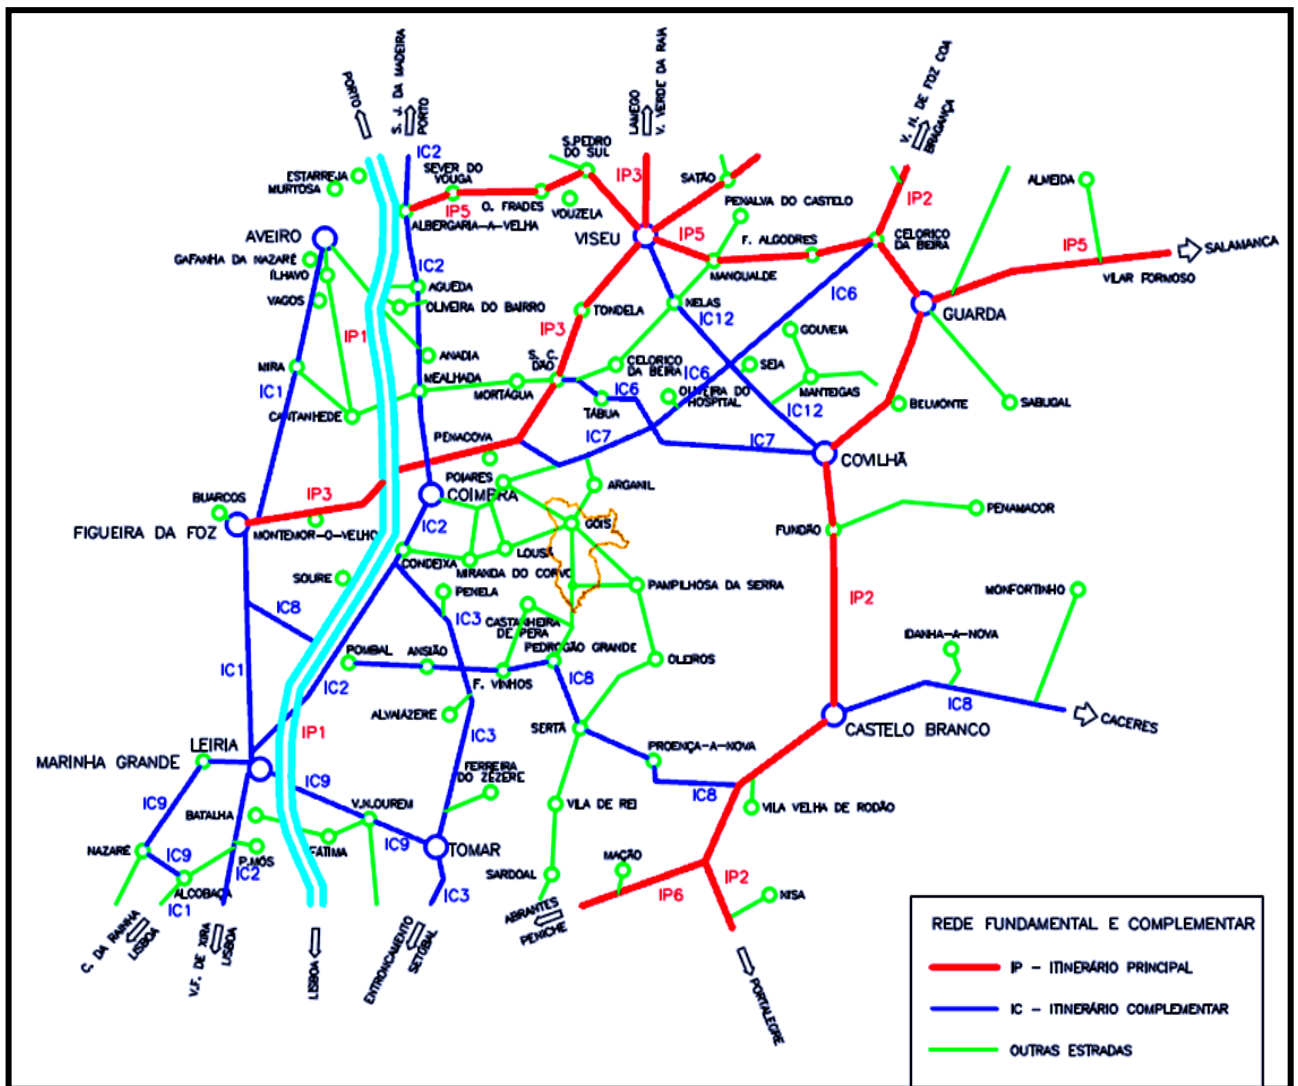 PORTO
S. J. DA MADEIRA
PORTO
LAMEGO
V. VERDE DA RAIA
V. N. DE FOZ COA
BRAGANÇA
IC2
S.PEDRO
DO SUL
SEVER DO
VOUGA
ESTARREJA
MURTOSA
IP3
SATÃO
ALMEIDA
IP2
IP5
O. FRADES
VOUZELA
PENALVA DO CASTELO
ALBERGARIA-A-VELHA
AVEIRO
VISEU
IP5
F. ALGODRES
CELORICO
DA BEIRA
IP5
SALAMANCA
GAFANHA DA NAZARÉ
ÍLHAVO
IC2
MANGUALDE
VILAR FORMOSO
VAGOS
AGUEDA
OLIVEIRA DO BAIRRO
IC6
NELAS
TONDELA
IC12
GUARDA
IP1
IP3
GOUVEIA
ANADIA
S. C.
DÃO
CELORICO
DA BEIRA
SEIA
MIRA
MEALHADA
IC6
IC6
IC1
MORTÁGUA
TÁBUA
OLIVEIRA DO
HOSPITAL
MANTEIGAS
IC12
BELMONTE
SABUGAL
CANTANHEDE
PENACOVA
IC7
IC7
COVILHÃ
POIARES
ARGANIL
BUARCOS
IP3
COIMBRA
FIGUEIRA DA FOZ
MONTEMOR-O-VELHO
IC2
GOIS
FUNDÃO
PENAMACOR
LOUSÃ
CONDEIXA
MIRANDA DO CORVO
SOURE
PENELA
PAMPILHOSA DA SERRA
MONFORTINHO
IC8
IC3
CASTANHEIRA
DE PERA
IP2
IDANHA-A-NOVA
POMBAL
ANSIÃO
PEDROGÃO GRANDE
OLEIROS
IC1
IC2
F. VINHOS
IC8
IC8
ALVAIAZERE
IP1
IC3
SERTÃ
CASTELO BRANCO
CACERES
LEIRIA
MARINHA GRANDE
PROENÇA-A-NOVA
IC9
FERREIRA
DO ZÉZERE
IC9
IC8
BATALHA
V.N.OUREM
VILA DE REI
VILA VELHA DE RODÃO
NAZARÉ
IC9
P.MÓS
FÁTIMA
IC9
TOMAR
IC2
ALCOBAÇA
SARDOAL
MAÇÃO
IP2
IC1
IC3
IP6
NISA
C. DA RAINHA
LISBOA
V.F. DE XIRA
LISBOA
LISBOA
ENTRONCAMENTO
SETÚBAL
ABRANTES
PENICHE
PORTALEGRE
REDE FUNDAMENTAL E COMPLEMENTAR
IP - ITINERÁRIO PRINCIPAL
IC - ITINERÁRIO COMPLEMENTAR
OUTRAS ESTRADAS